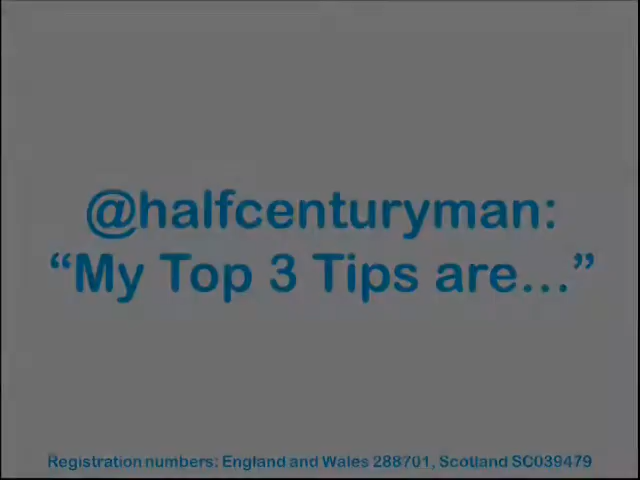 @halfcenturyman:
“My Top 3 Tips are...”
Registration numbers: England and Wales 288701, Scotland SC039479